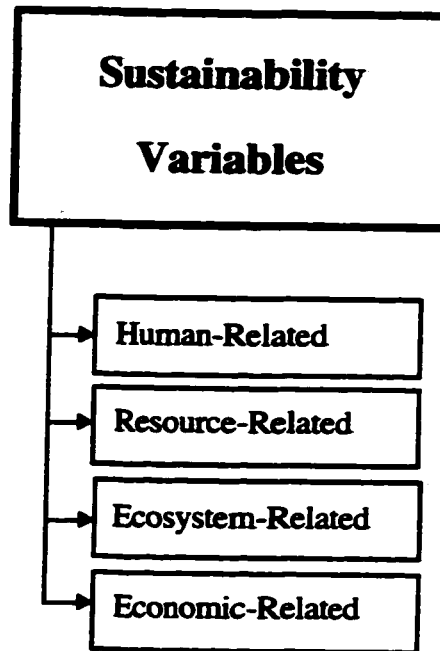 Sustainability
Variables
Human-Related
Resource-Related
Ecosystem-Related
Economic-Related